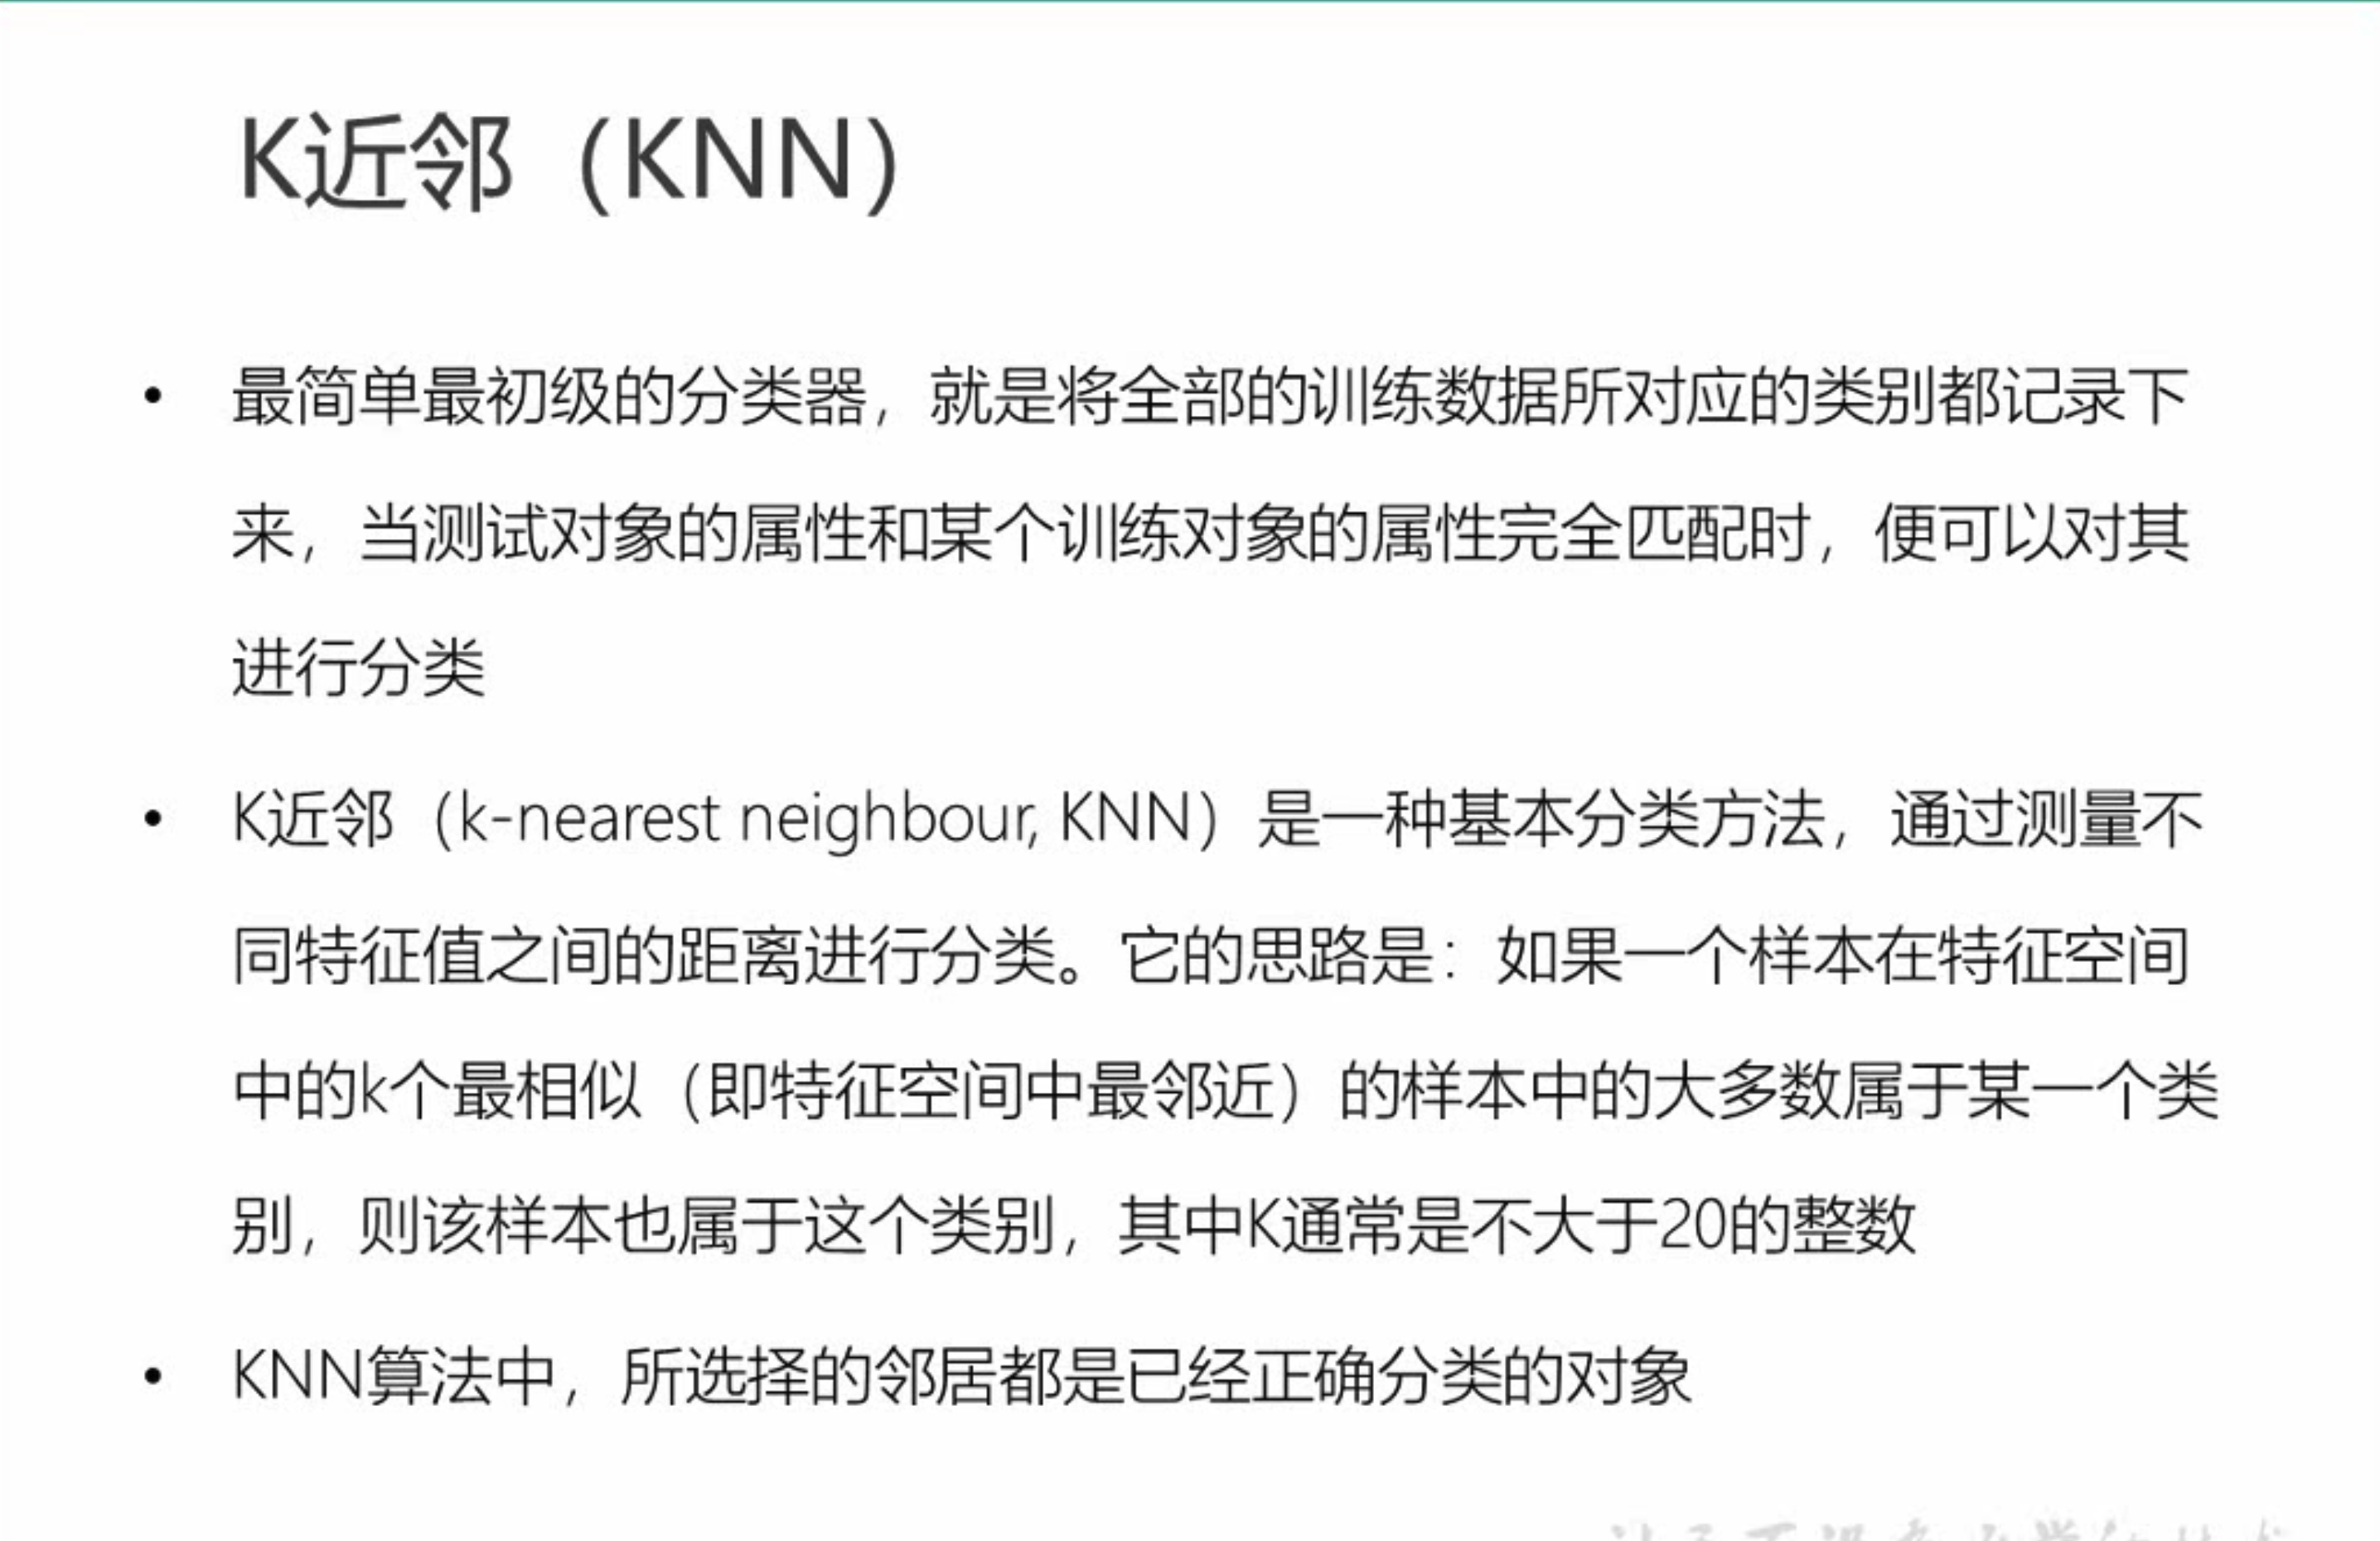 K近邻（KNN）
• 最简单最初级的分类器，就是将全部的训练数据所对应的类别都记录下
来，当测试对象的属性和某个训练对象的属性完全匹配时，便可以对其
进行分类
• K近邻（k-nearest neighbour, KNN）是一种基本分类方法，通过测量不
同特征值之间的距离进行分类。它的思路是：如果一个样本在特征空间
中的k个最相似（即特征空间中最邻近）的样本中的大多数属于某一个类
别，则该样本也属于这个类别，其中K通常是不大于20的整数
• KNN算法中，所选择的邻居都是已经正确分类的对象